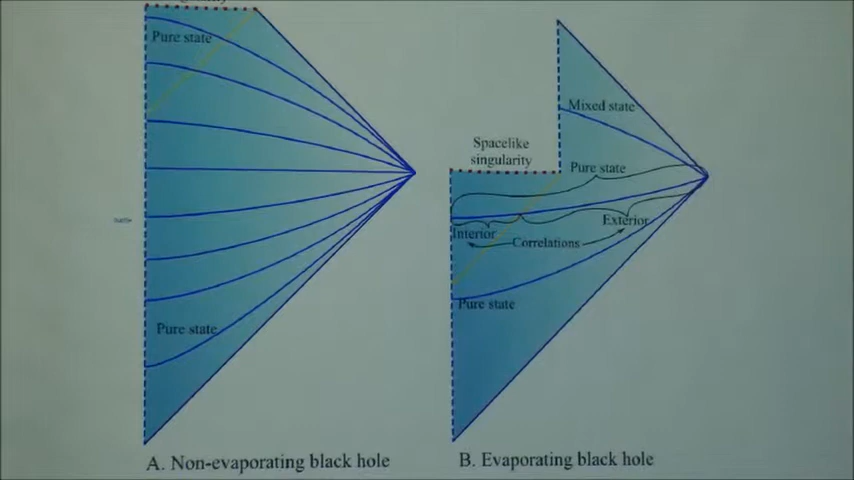 Pure state
Pure state
A. Non-evaporating black hole
Mixed state
Spacelike
singularity
Pure state
Interior
Exterior
Correlations
Pure state
B. Evaporating black hole